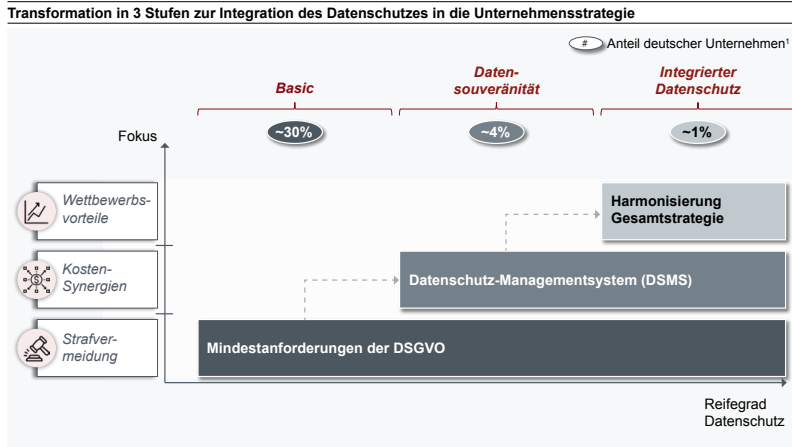 Transformation in 3 Stufen zur Integration des Datenschutzes in die Unternehmensstrategie
# Anteil deutscher Unternehmen¹
Basic
Daten-
souveränität
Integrierter
Datenschutz
~30%
~4%
~1%
Fokus
Wettbewerbs-
vorteile
Harmonisierung
Gesamtstrategie
Kosten-
Synergien
Datenschutz-Managementsystem (DSMS)
Strafver-
meidung
Mindestanforderungen der DSGVO
Reifegrad
Datenschutz